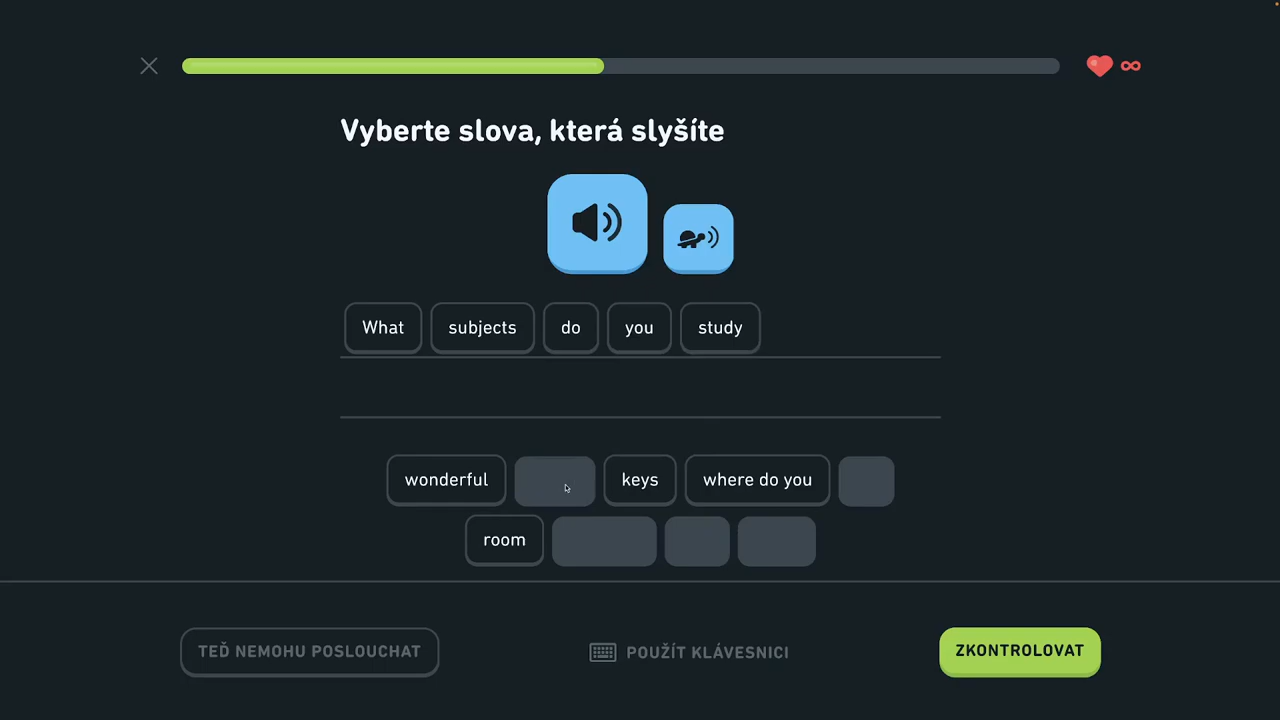 Vyberte slova, která slyšíte
What subjects do you study
wonderful keys where do you
room
TEĎ NEMOHU POSLOUCHAT POUŽÍT KLÁVESNICI ZKONTROLOVAT